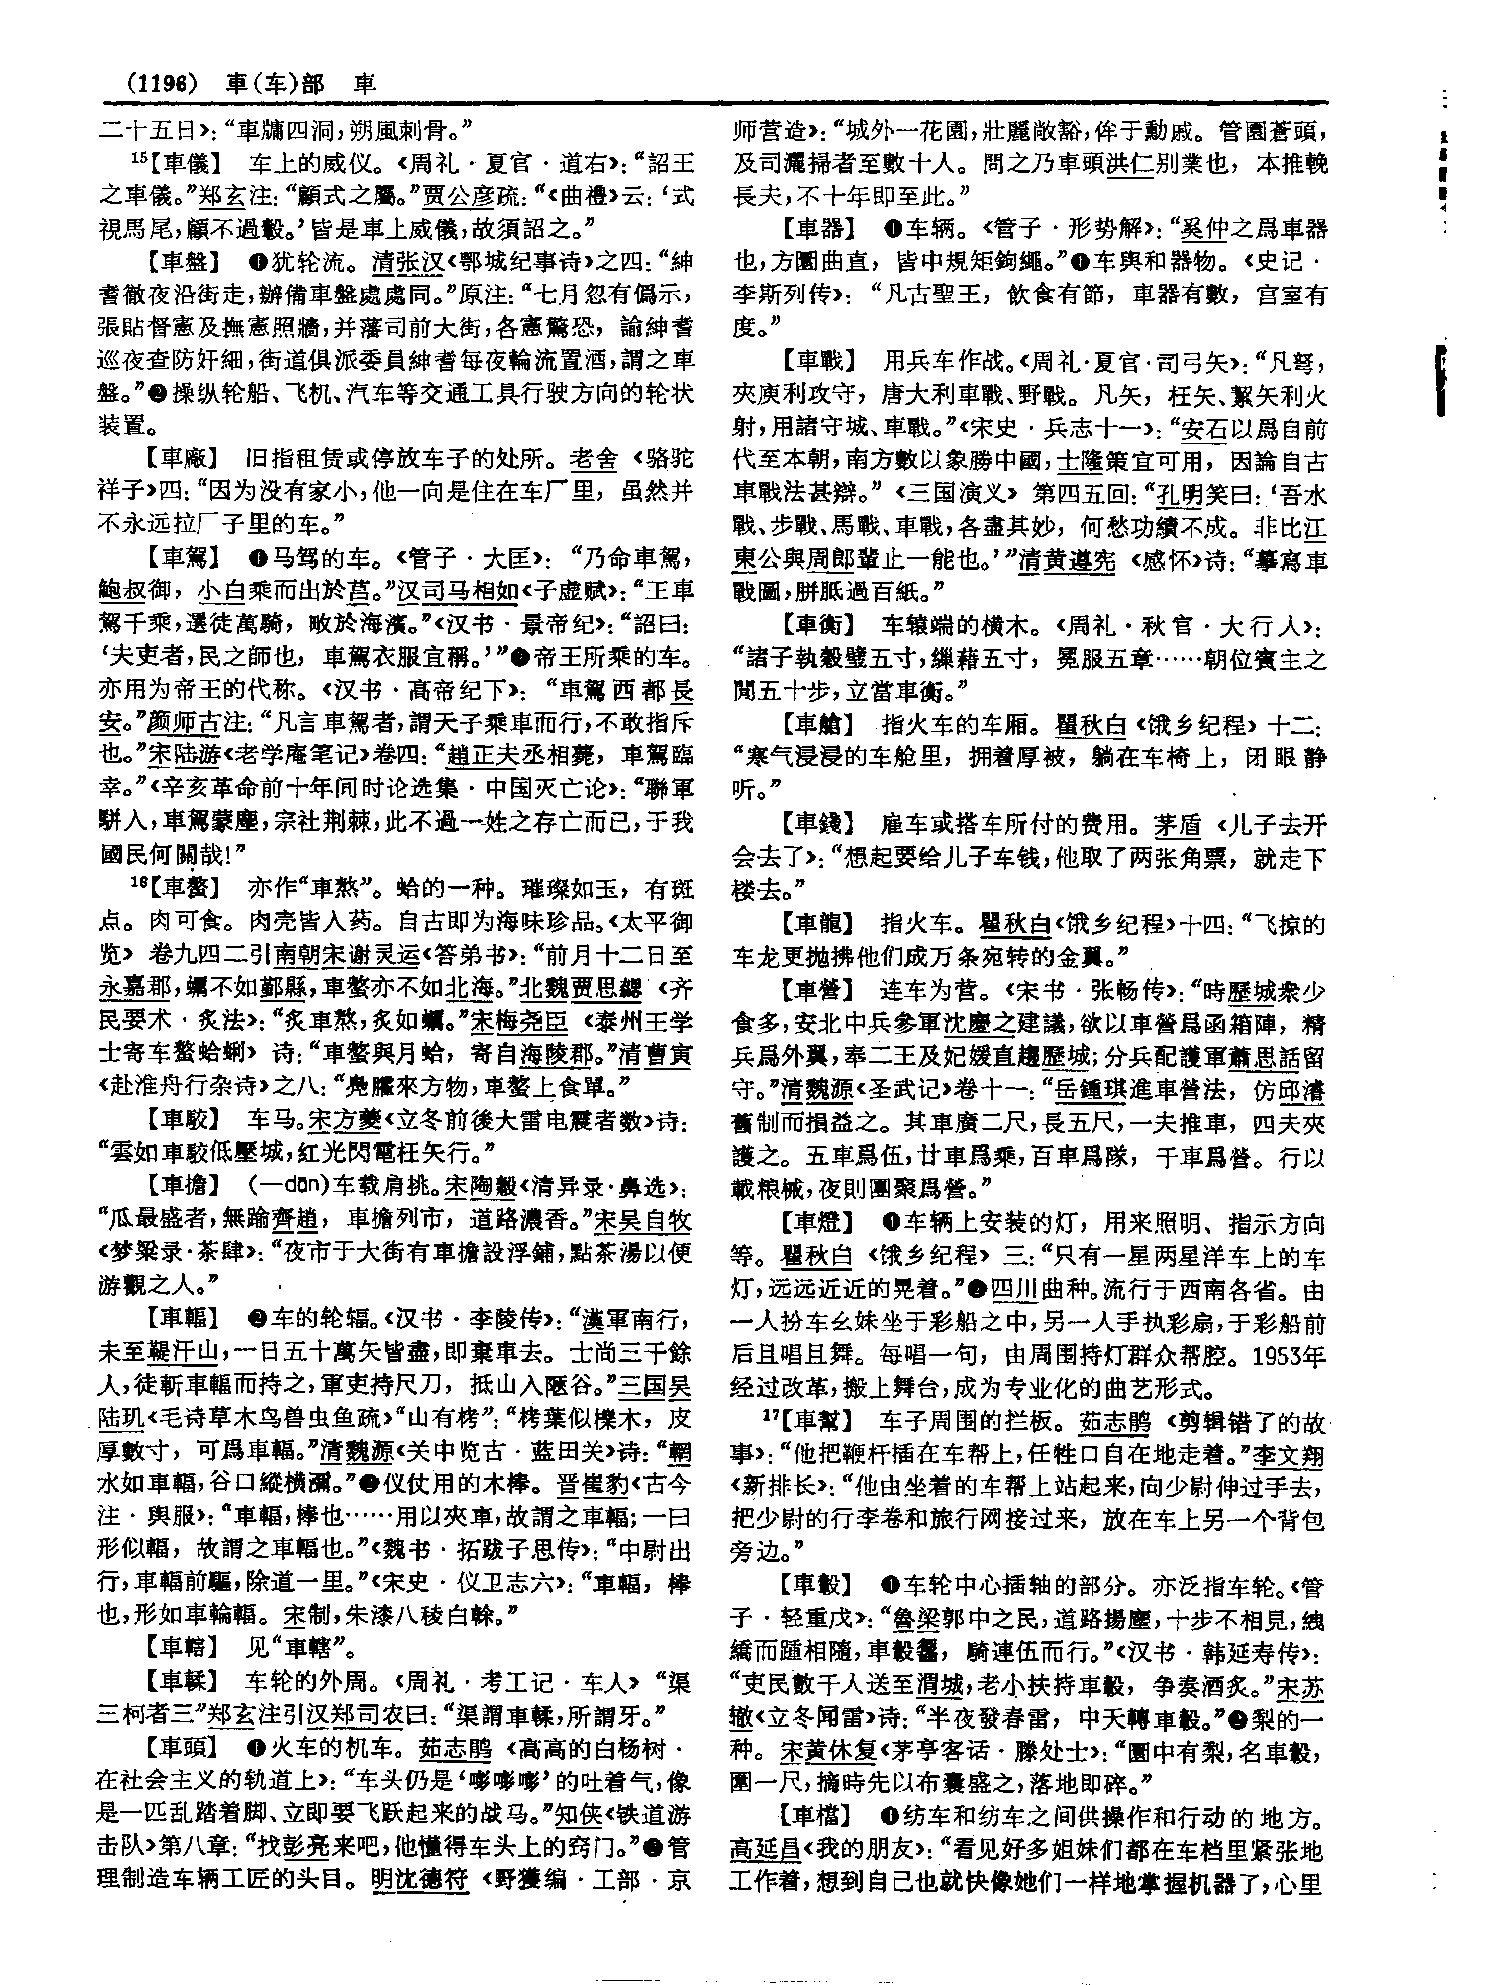 (1196) 車(车)部 車
二十五日》：“車牗四洞，朔風刺骨。”
15【車儀】 车上的威仪。《周礼·夏官·道右》：“詔王
之車儀。”郑玄注：“顧式之屬。”贾公彦疏：“《曲禮》云：‘式
視馬尾，顧不過轂。’皆是車上威儀，故須詔之。”
【車盤】 ❶犹轮流。清张汉《鄂城纪事诗》之四：“紳
耆徹夜沿街走，辦備車盤處處同。”原注：“七月忽有僞示，
張貼督憲及撫憲照牆，并藩司前大街，各憲驚恐，諭紳耆
巡夜查防奸細，街道俱派委員紳耆每夜輪流置酒，謂之車
盤。”❷操纵轮船、飞机、汽车等交通工具行驶方向的轮状
装置。
【車廠】 旧指租赁或停放车子的处所。老舍《骆驼
祥子》四：“因为没有家小，他一向是住在车厂里，虽然并
不永远拉厂子里的车。”
【車駕】 ❶马驾的车。《管子·大匡》：“乃命車駕，
鮑叔御，小白乘而出於莒。”汉司马相如《子虚赋》：“王車
駕千乘，選徒萬騎，畋於海濱。”《汉书·景帝纪》：“詔曰：
‘夫吏者，民之師也，車駕衣服宜稱。’”❷帝王所乘的车。
亦用为帝王的代称。《汉书·高帝纪下》：“車駕西都長
安。”颜师古注：“凡言車駕者，謂天子乘車而行，不敢指斥
也。”宋陆游《老学庵笔记》卷四：“趙正夫丞相薨，車駕臨
幸。”《辛亥革命前十年间时论选集·中国灭亡论》：“聯軍
駢入，車駕蒙塵，宗社荆棘，此不過一姓之存亡而已，于我
國民何關哉！”
16【車螯】 亦作“車熬”。蛤的一种。璀璨如玉，有斑
点。肉可食。肉壳皆入药。自古即为海味珍品。《太平御
览》卷九四二引南朝宋谢灵运《答弟书》：“前月十二日至
永嘉郡，蠣不如鄞縣，車螯亦不如北海。”北魏贾思勰《齐
民要术·炙法》：“炙車熬，炙如蠣。”宋梅尧臣《泰州王学
士寄车螯蛤蜊》诗：“車螯與月蛤，寄自海陵郡。”清曹寅
《赴淮舟行杂诗》之八：“鳧臛來方物，車螯上食單。”
【車駮】 车马。宋方夔《立冬前後大雷电震者数》诗：
“雲如車駮低壓城，紅光閃電枉矢行。”
【車擔】 (—dān)车载肩挑。宋陶穀《清异录·鼻选》：
“瓜最盛者，無踰齊趙，車擔列市，道路濃香。”宋吴自牧
《梦粱录·茶肆》：“夜市于大街有車擔設浮鋪，點茶湯以便
游觀之人。”
【車輻】 ❶车的轮辐。《汉书·李陵传》：“漢軍南行，
未至鞮汗山，一日五十萬矢皆盡，即棄車去。士尚三千餘
人，徒斬車輻而持之，軍吏持尺刀，抵山入陿谷。”三国吴
陆玑《毛诗草木鸟兽虫鱼疏》“山有栲”：“栲葉似櫟木，皮
厚數寸，可爲車輻。”清魏源《关中览古·蓝田关》诗：“輞
水如車輻，谷口縱横瀰。”❷仪仗用的木棒。晋崔豹《古今
注·舆服》：“車輻，棒也……用以夾車，故謂之車輻；一曰
形似輻，故謂之車輻也。”《魏书·拓跋子思传》：“中尉出
行，車輻前驅，除道一里。”《宋史·仪卫志六》：“車輻，棒
也，形如車輪輻。宋制，朱漆八稜白榦。”
【車轄】 见“車轄”。
【車輮】 车轮的外周。《周礼·考工记·车人》“渠
三柯者三”郑玄注引汉郑司农曰：“渠謂車輮，所謂牙。”
【車頭】 ❶火车的机车。茹志鹃《高高的白杨树·
在社会主义的轨道上》：“车头仍是‘嘭嘭嘭’的吐着气，像
是一匹乱踏着脚、立即要飞跃起来的战马。”知侠《铁道游
击队》第八章：“找彭亮来吧，他懂得车头上的窍门。”❷管
理制造车辆工匠的头目。明沈德符《野獲编·工部·京
师营造》：“城外一花園，壯麗敞豁，侔于勳戚。管園蒼頭，
及司灑掃者至數十人。問之乃車頭洪仁别業也，本推輓
長夫，不十年即至此。”
【車器】 ❶车辆。《管子·形势解》：“奚仲之爲車器
也，方圜曲直，皆中規矩鉤繩。”❷车舆和器物。《史记·
李斯列传》：“凡古聖王，飲食有節，車器有數，宫室有
度。”
【車戰】 用兵车作战。《周礼·夏官·司弓矢》：“凡弩，
夾庾利攻守，唐大利車戰、野戰。凡矢，枉矢、絜矢利火
射，用諸守城、車戰。”《宋史·兵志十一》：“安石以爲自前
代至本朝，南方數以象勝中國，士隆策宜可用，因論自古
車戰法甚辯。”《三国演义》第四五回：“孔明笑曰：‘吾水
戰、步戰、馬戰、車戰，各盡其妙，何愁功績不成。非比江
東公與周郎輩止一能也。’”清黄遵宪《感怀》诗：“摹寫車
戰圖，胼胝過百紙。”
【車衡】 车辕端的横木。《周礼·秋官·大行人》：
“諸子執穀璧五寸，繅藉五寸，冕服五章……朝位賓主之
間五十步，立當車衡。”
【車艙】 指火车的车厢。瞿秋白《饿乡纪程》十二：
“寒气浸浸的车舱里，拥着厚被，躺在车椅上，闭眼静
听。”
【車錢】 雇车或搭车所付的费用。茅盾《儿子去开
会去了》：“想起要给儿子车钱，他取了两张角票，就走下
楼去。”
【車龍】 指火车。瞿秋白《饿乡纪程》十四：“飞掠的
车龙更抛拂他们成万条宛转的金翼。”
【車營】 连车为营。《宋书·张畅传》：“時歷城衆少
食多，安北中兵參軍沈慶之建議，欲以車營爲函箱陣，精
兵爲外翼，奉二王及妃媛直趨歷城；分兵配護軍蕭思話留
守。”清魏源《圣武记》卷十一：“岳鍾琪進車營法，仿邱濬
舊制而損益之。其車廣二尺，長五尺，一夫推車，四夫夾
護之。五車爲伍，廿車爲乘，百車爲隊，千車爲營。行以
載粮械，夜則團聚爲營。”
【車燈】 ❶车辆上安装的灯，用来照明、指示方向
等。瞿秋白《饿乡纪程》三：“只有一星两星洋车上的车
灯，远远近近的晃着。”❷四川曲种。流行于西南各省。由
一人扮车幺妹坐于彩船之中，另一人手执彩扇，于彩船前
后且唱且舞。每唱一句，由周围持灯群众帮腔。1953年
经过改革，搬上舞台，成为专业化的曲艺形式。
17【車幫】 车子周围的拦板。茹志鹃《剪辑错了的故
事》：“他把鞭杆插在车帮上，任牲口自在地走着。”李文翔
《新排长》：“他由坐着的车帮上站起来，向少尉伸过手去，
把少尉的行李卷和旅行网接过来，放在车上另一个背包
旁边。”
【車轂】 ❶车轮中心插轴的部分。亦泛指车轮。《管
子·轻重戊》：“魯梁郭中之民，道路揚塵，十步不相見，绁
繑而踵相隨，車轂齺，騎連伍而行。”《汉书·韩延寿传》：
“吏民數千人送至渭城，老小扶持車轂，争奏酒炙。”宋苏
辙《立冬闻雷》诗：“半夜發春雷，中天轉車轂。”❷梨的一
种。宋黄休复《茅亭客话·滕处士》：“園中有梨，名車轂，
圍一尺，摘時先以布囊盛之，落地即碎。”
【車檔】 ❶纺车和纺车之间供操作和行动的地方。
高延昌《我的朋友》：“看见好多姐妹们都在车档里紧张地
工作着，想到自己也就快像她们一样地掌握机器了，心里